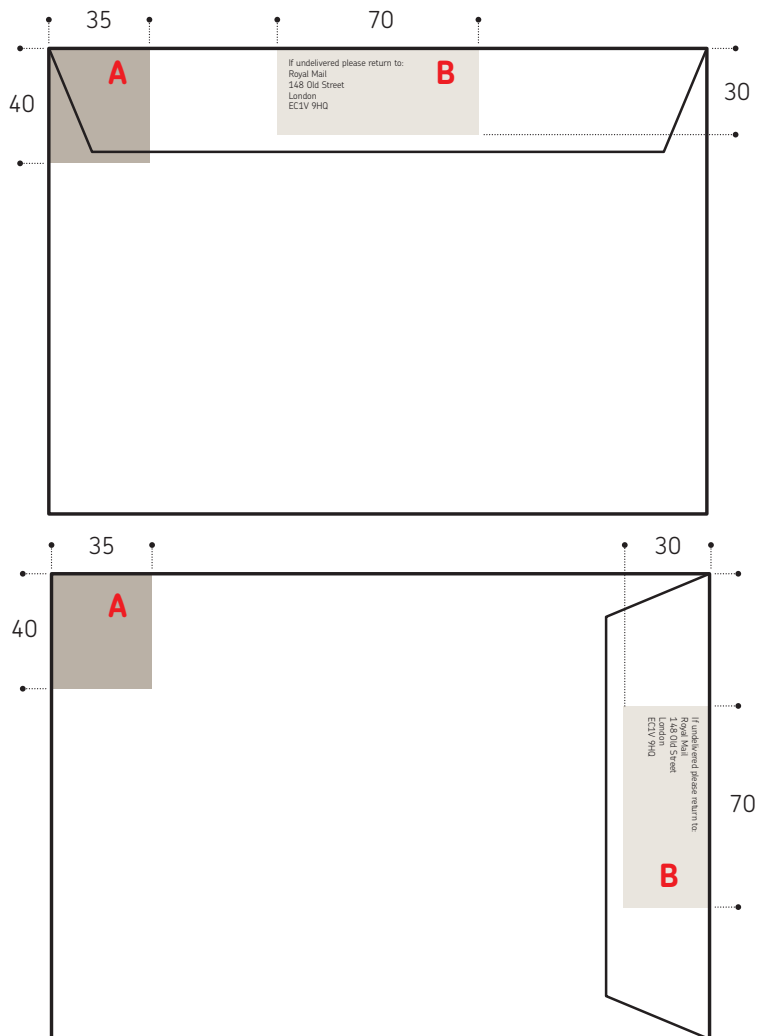 35
70
A
If undelivered please return to:
Royal Mail
148 Old Street
London
EC1V 9HQ
B
40
30
35
30
A
40
If undelivered please return to:
Royal Mail
148 Old Street
London
EC1V 9HQ
70
B